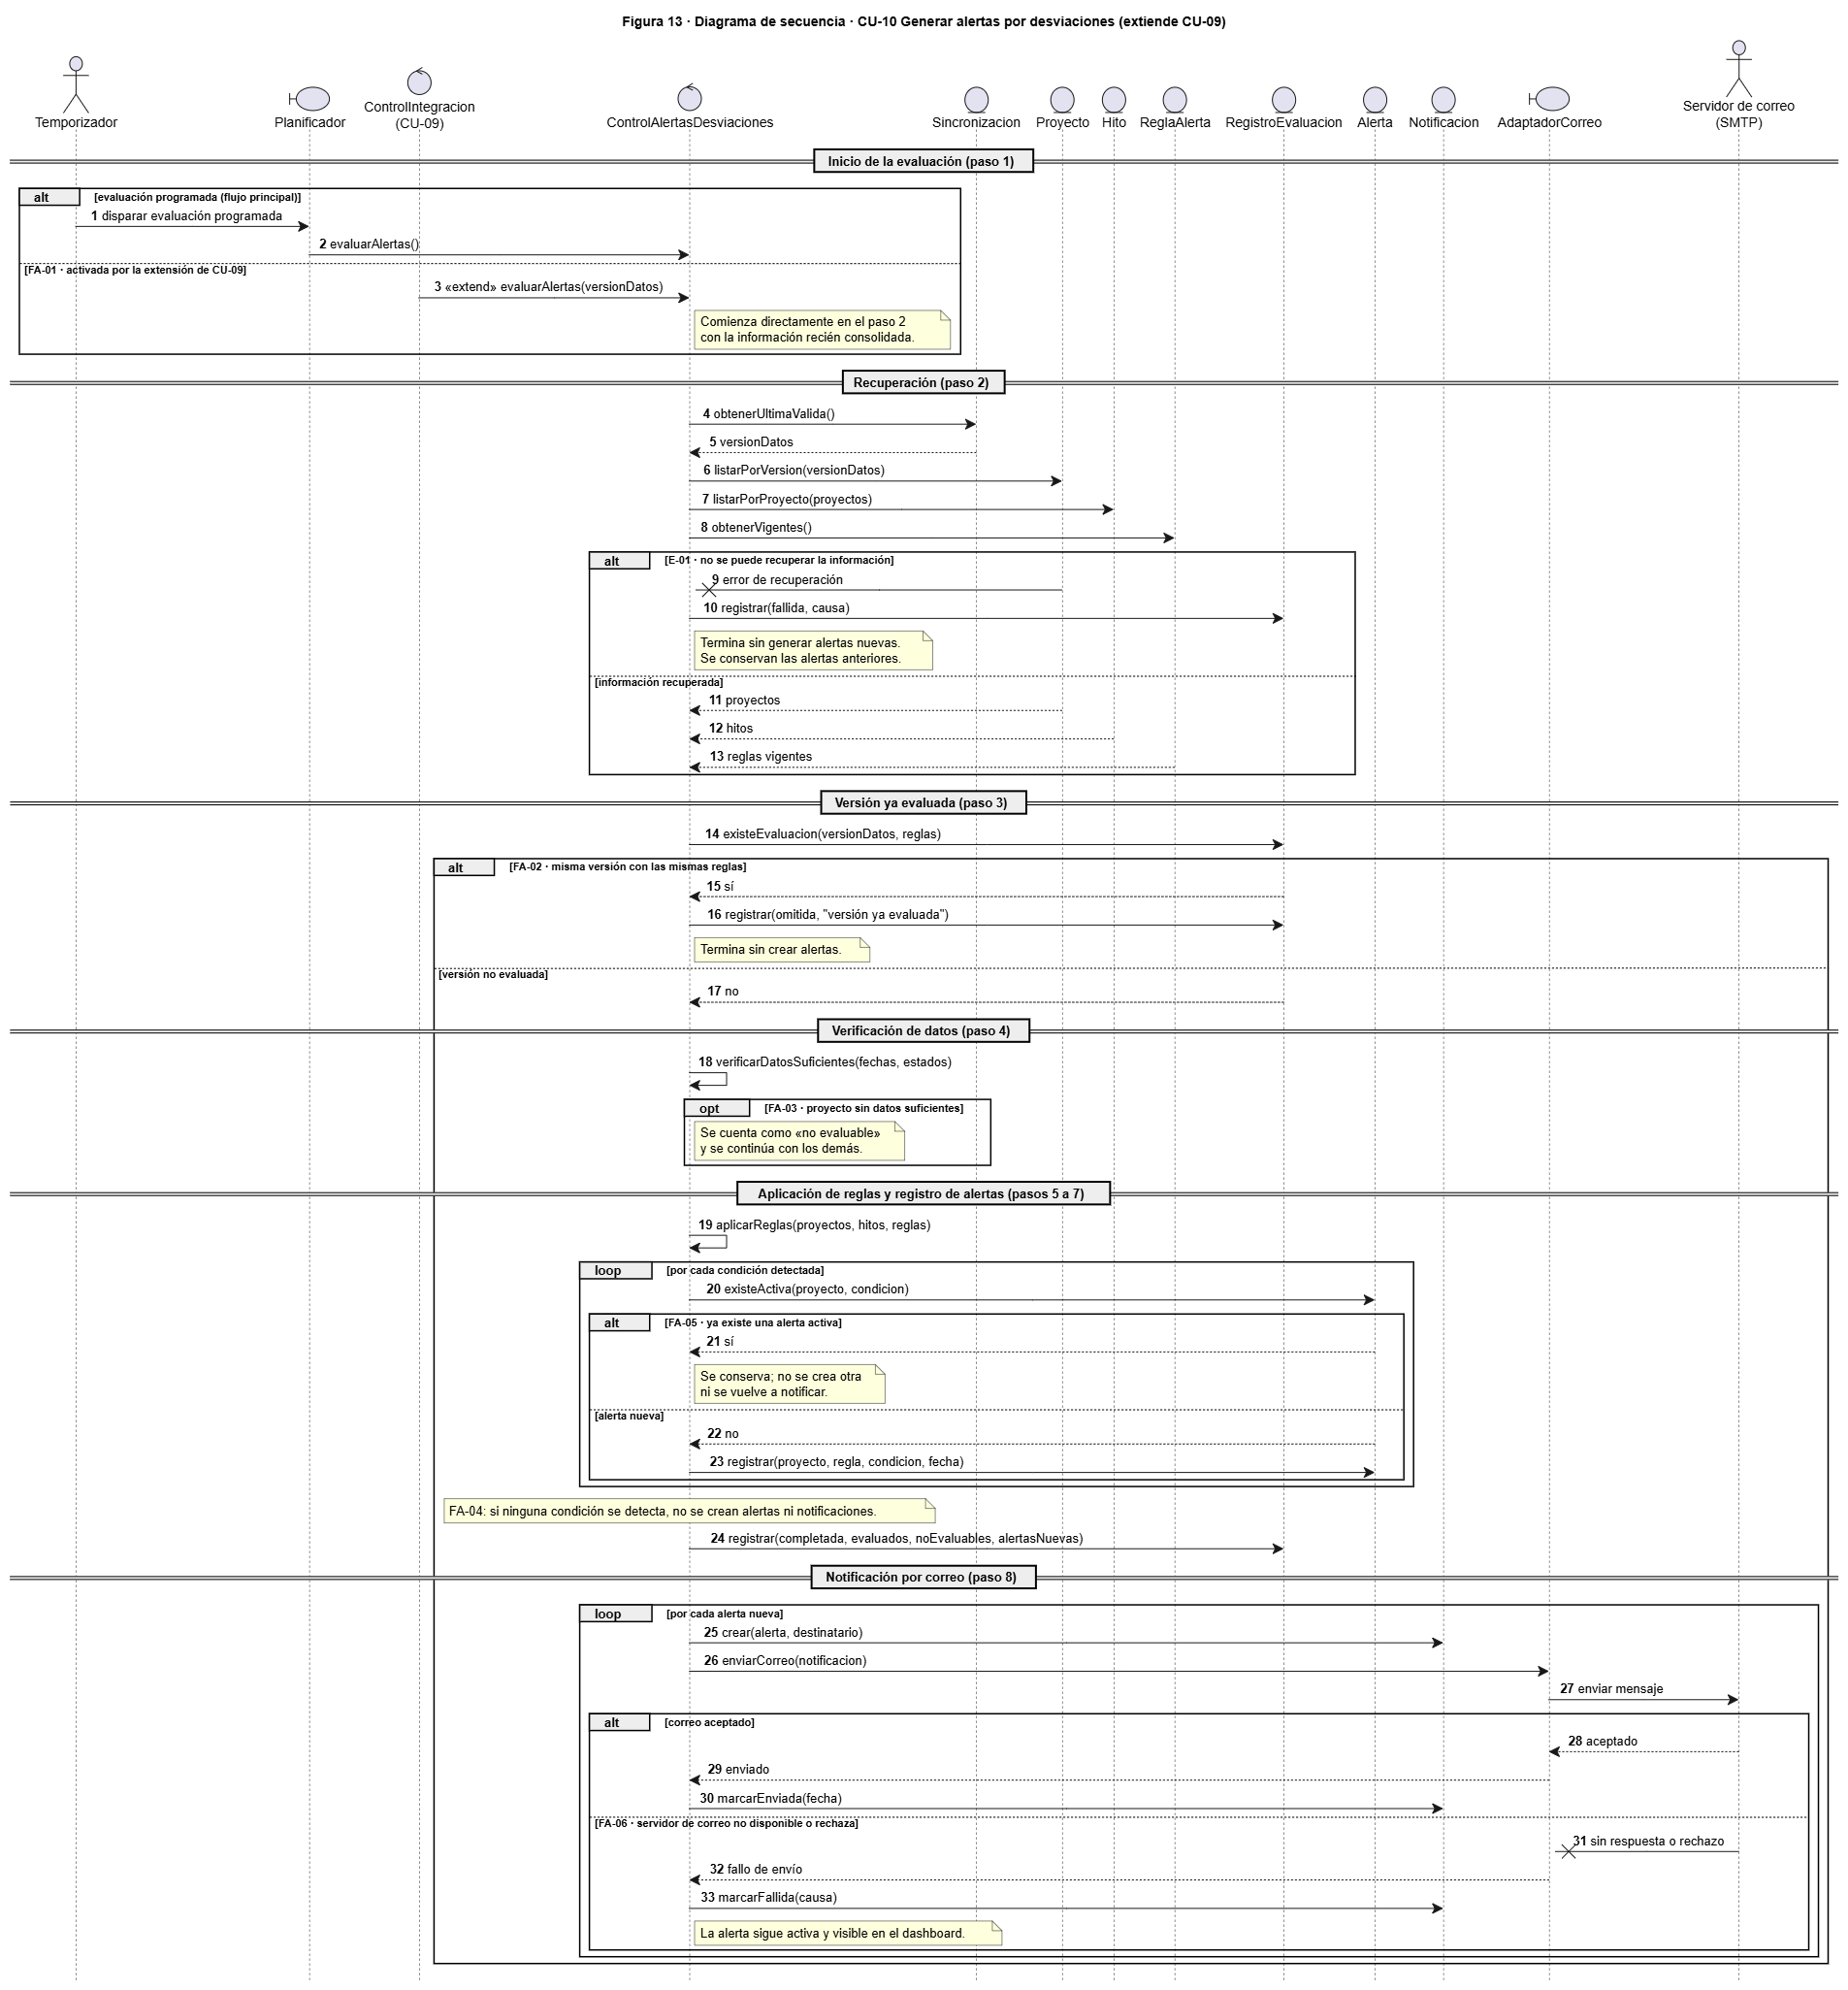 Figura 13 · Diagrama de secuencia · CU-10 Generar alertas por desviaciones (extiende CU-09)
Temporizador
Planificador
ControlIntegracion
(CU-09)
ControlAlertasDesviaciones
Sincronizacion
Proyecto
Hito
ReglaAlerta
RegistroEvaluacion
Alerta
Notificacion
AdaptadorCorreo
Servidor de correo
(SMTP)
Inicio de la evaluación (paso 1)
alt [evaluación programada (flujo principal)]
1 disparar evaluación programada
2 evaluarAlertas()
[FA-01 · activada por la extensión de CU-09]
3 «extend» evaluarAlertas(versionDatos)
Comienza directamente en el paso 2
con la información recién consolidada.
Recuperación (paso 2)
4 obtenerUltimaValida()
5 versionDatos
6 listarPorVersion(versionDatos)
7 listarPorProyecto(proyectos)
8 obtenerVigentes()
alt [E-01 · no se puede recuperar la información]
9 error de recuperación
10 registrar(fallida, causa)
Termina sin generar alertas nuevas.
Se conservan las alertas anteriores.
[información recuperada]
11 proyectos
12 hitos
13 reglas vigentes
Versión ya evaluada (paso 3)
14 existeEvaluacion(versionDatos, reglas)
alt [FA-02 · misma versión con las mismas reglas]
15 sí
16 registrar(omitida, "versión ya evaluada")
Termina sin crear alertas.
[versión no evaluada]
17 no
Verificación de datos (paso 4)
18 verificarDatosSuficientes(fechas, estados)
opt [FA-03 · proyecto sin datos suficientes]
Se cuenta como «no evaluable»
y se continúa con los demás.
Aplicación de reglas y registro de alertas (pasos 5 a 7)
19 aplicarReglas(proyectos, hitos, reglas)
loop [por cada condición detectada]
20 existeActiva(proyecto, condicion)
alt [FA-05 · ya existe una alerta activa]
21 sí
Se conserva; no se crea otra
ni se vuelve a notificar.
[alerta nueva]
22 no
23 registrar(proyecto, regla, condicion, fecha)
FA-04: si ninguna condición se detecta, no se crean alertas ni notificaciones.
24 registrar(completada, evaluados, noEvaluables, alertasNuevas)
Notificación por correo (paso 8)
loop [por cada alerta nueva]
25 crear(alerta, destinatario)
26 enviarCorreo(notificacion)
27 enviar mensaje
alt [correo aceptado]
28 aceptado
29 enviado
30 marcarEnviada(fecha)
[FA-06 · servidor de correo no disponible o rechaza]
31 sin respuesta o rechazo
32 fallo de envío
33 marcarFallida(causa)
La alerta sigue activa y visible en el dashboard.